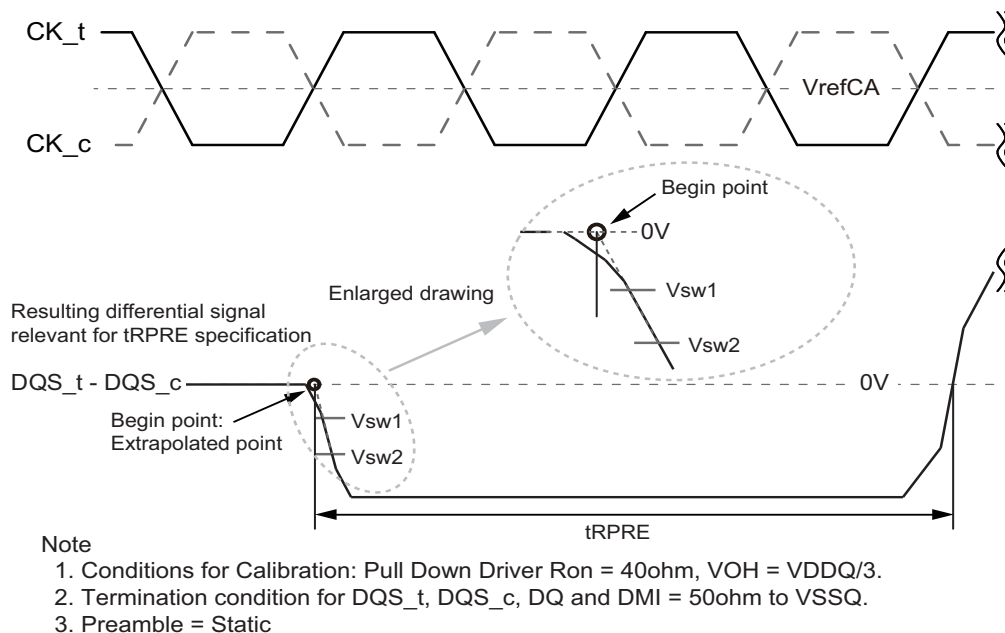 CK_t
VrefCA
CK_c
Begin point
0V
Vsw1
Enlarged drawing
Vsw2
Resulting differential signal
relevant for tRPRE specification
DQS_t - DQS_c
0V
Begin point:
Extrapolated point
Vsw1
Vsw2
tRPRE
Note
1. Conditions for Calibration: Pull Down Driver Ron = 40ohm, VOH = VDDQ/3.
2. Termination condition for DQS_t, DQS_c, DQ and DMI = 50ohm to VSSQ.
3. Preamble = Static